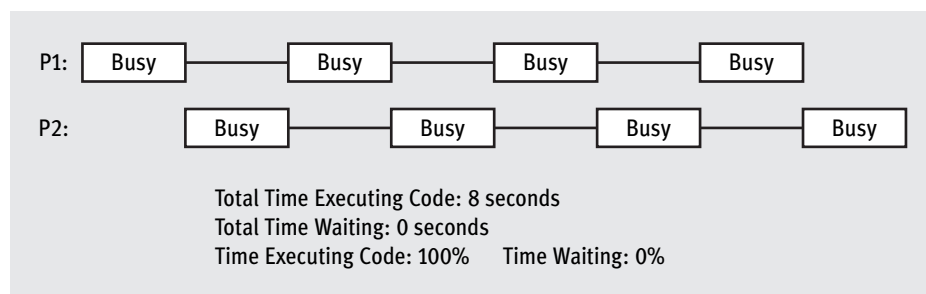 P1: Busy Busy Busy Busy
P2: Busy Busy Busy Busy
Total Time Executing Code: 8 seconds
Total Time Waiting: 0 seconds
Time Executing Code: 100% Time Waiting: 0%